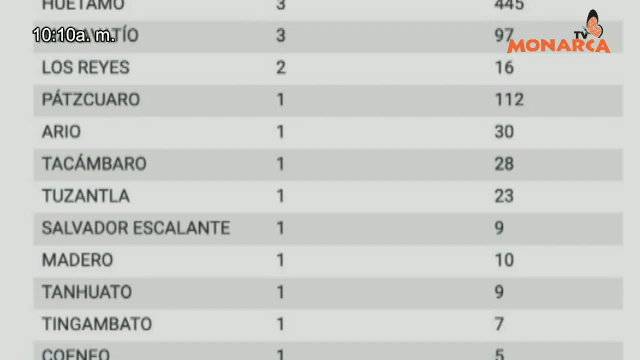 HUETAMO 3 445
10:10a. m. TÍO 3 97
TV
MONARCA
LOS REYES 2 16
PÁTZCUARO 1 112
ARIO 1 30
TACÁMBARO 1 28
TUZANTLA 1 23
SALVADOR ESCALANTE 1 9
MADERO 1 10
TANHUATO 1 9
TINGAMBATO 1 7
COENEO 1 5